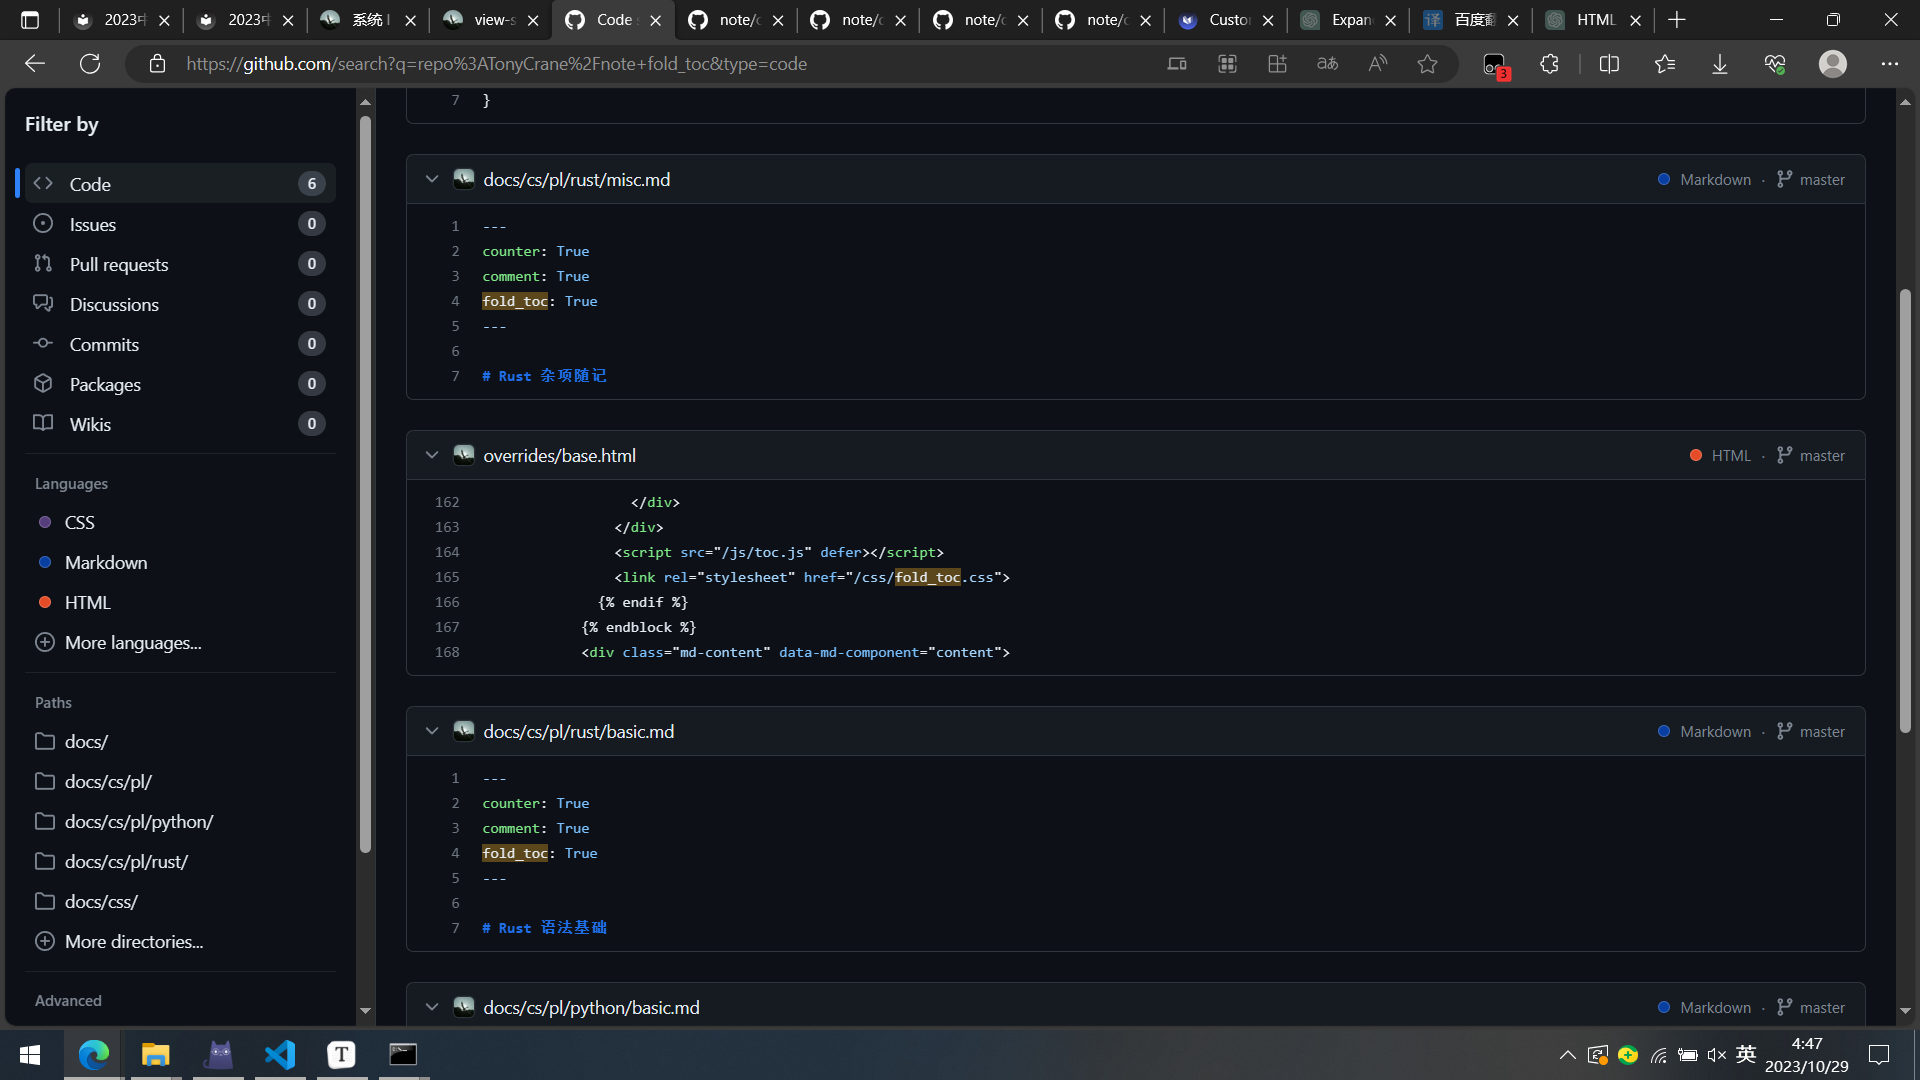 2023中
2023中
系统
view-s
Code s
note/c
note/c
note/c
note/c
Custo
Expan
百度翻
HTML
https://github.com/search?q=repo%3ATonyCrane%2Fnote+fold_toc&type=code
3
Filter by
Code 6
Issues 0
Pull requests 0
Discussions 0
Commits 0
Packages 0
Wikis 0
Languages
CSS
Markdown
HTML
More languages...
Paths
docs/
docs/cs/pl/
docs/cs/pl/python/
docs/cs/pl/rust/
docs/css/
More directories...
Advanced
7 }
docs/cs/pl/rust/misc.md Markdown · master
1 ---
2 counter: True
3 comment: True
4 fold_toc: True
5 ---
6
7 # Rust 杂项随记
overrides/base.html HTML · master
162 </div>
163 </div>
164 <script src="/js/toc.js" defer></script>
165 <link rel="stylesheet" href="/css/fold_toc.css">
166 {% endif %}
167 {% endblock %}
168 <div class="md-content" data-md-component="content">
docs/cs/pl/rust/basic.md Markdown · master
1 ---
2 counter: True
3 comment: True
4 fold_toc: True
5 ---
6
7 # Rust 语法基础
docs/cs/pl/python/basic.md Markdown · master
T
英
4:47
2023/10/29